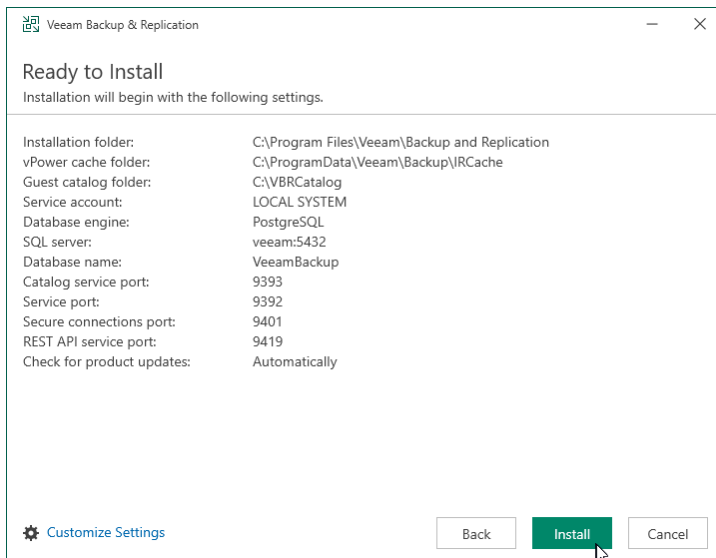 Veeam Backup & Replication
Ready to Install
Installation will begin with the following settings.
Installation folder: C:\Program Files\Veeam\Backup and Replication
vPower cache folder: C:\ProgramData\Veeam\Backup\IRCache
Guest catalog folder: C:\VBRCatalog
Service account: LOCAL SYSTEM
Database engine: PostgreSQL
SQL server: veeam:5432
Database name: VeeamBackup
Catalog service port: 9393
Service port: 9392
Secure connections port: 9401
REST API service port: 9419
Check for product updates: Automatically
Customize Settings Back Install Cancel